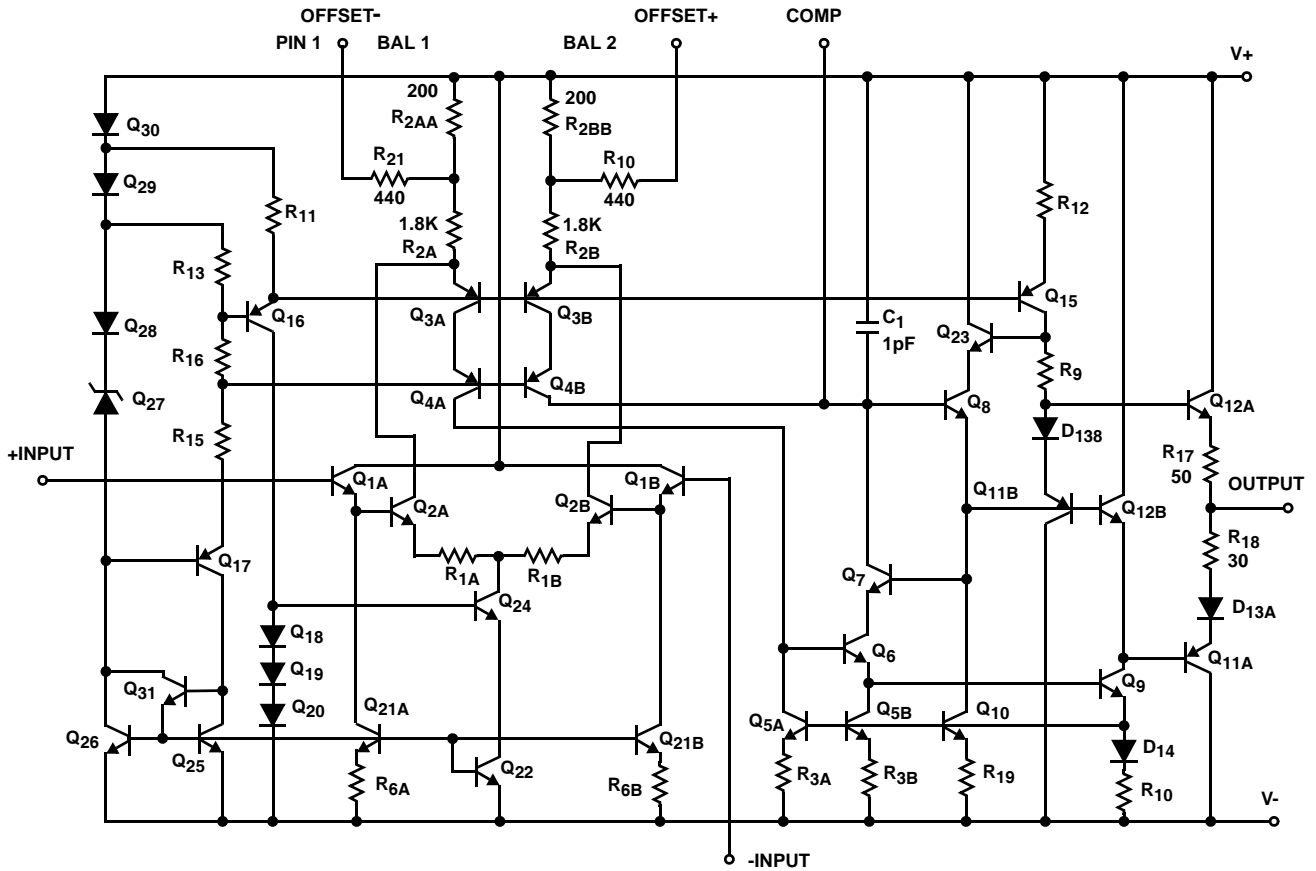 OFFSET-
OFFSET+
COMP
PIN 1
BAL 1
BAL 2
V+
200
R2AA
200
R2BB
Q30
R21
440
R10
440
Q29
R11
1.8K
R2A
1.8K
R2B
R12
R13
Q16
Q3A
Q3B
Q15
Q28
C1
1pF
Q23
R16
Q27
Q4A
Q4B
R9
Q8
Q12A
R15
D138
+INPUT
R17
50
Q1A
Q2A
Q2B
Q1B
Q11B
Q12B
OUTPUT
Q17
R1A
R1B
R18
30
Q7
Q24
D13A
Q18
Q6
Q11A
Q19
Q9
Q31
Q20
Q21A
Q5A
Q5B
Q10
Q26
Q25
Q22
Q21B
D14
R6A
R6B
R3A
R3B
R19
R10
V-
-INPUT